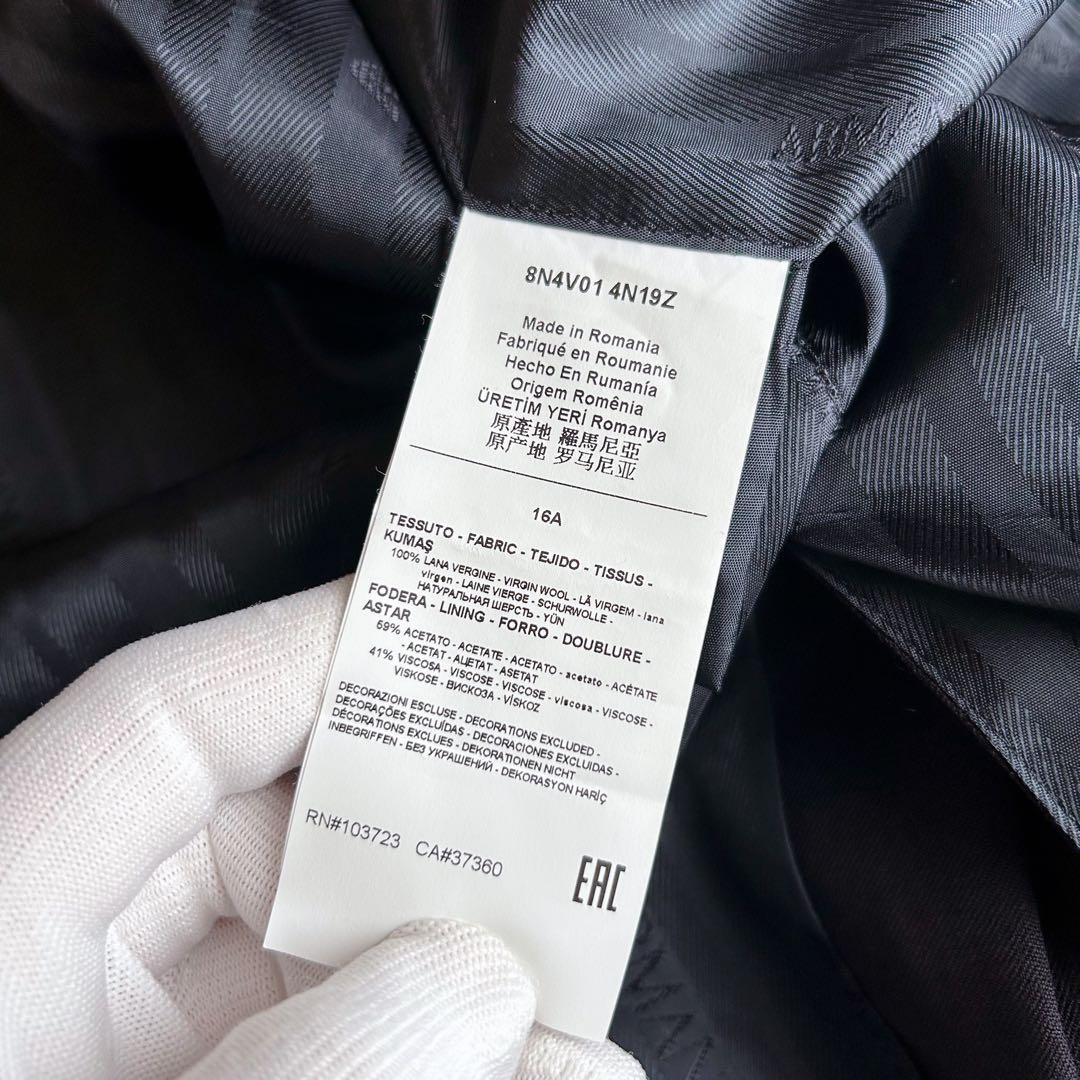 8N4V01 4N19Z
Made in Romania
Fabriqué en Roumanie
Hecho En Rumanía
Origem Romênia
ÜRETİM YERİ Romanya
原產地 羅馬尼亞
原产地 罗马尼亚
16A
TESSUTO - FABRIC - TEJIDO - TISSUS -
KUMAŞ
100% LANA VERGINE - VIRGIN WOOL - LÃ VIRGEM - lana
virgen - LAINE VIERGE - SCHURWOLLE -
НАТУРАЛЬНАЯ ШЕРСТЬ - YÜN
FODERA - LINING - FORRO - DOUBLURE -
ASTAR
59% ACETATO - ACETATE - ACETATO - acetato - ACÉTATE
- ACETAT - АЦЕТАТ - ASETAT
41% VISCOSA - VISCOSE - VISCOSE - viscosa - VISCOSE -
VISKOSE - ВИСКОЗА - VİSKOZ
DECORAZIONI ESCLUSE - DECORATIONS EXCLUDED -
DECORAÇÕES EXCLUÍDAS - DECORACIONES EXCLUIDAS -
DÉCORATIONS EXCLUES - DEKORATIONEN NICHT
INBEGRIFFEN - БЕЗ УКРАШЕНИЙ - DEKORASYON HARİÇ
RN#103723 CA#37360
EAC